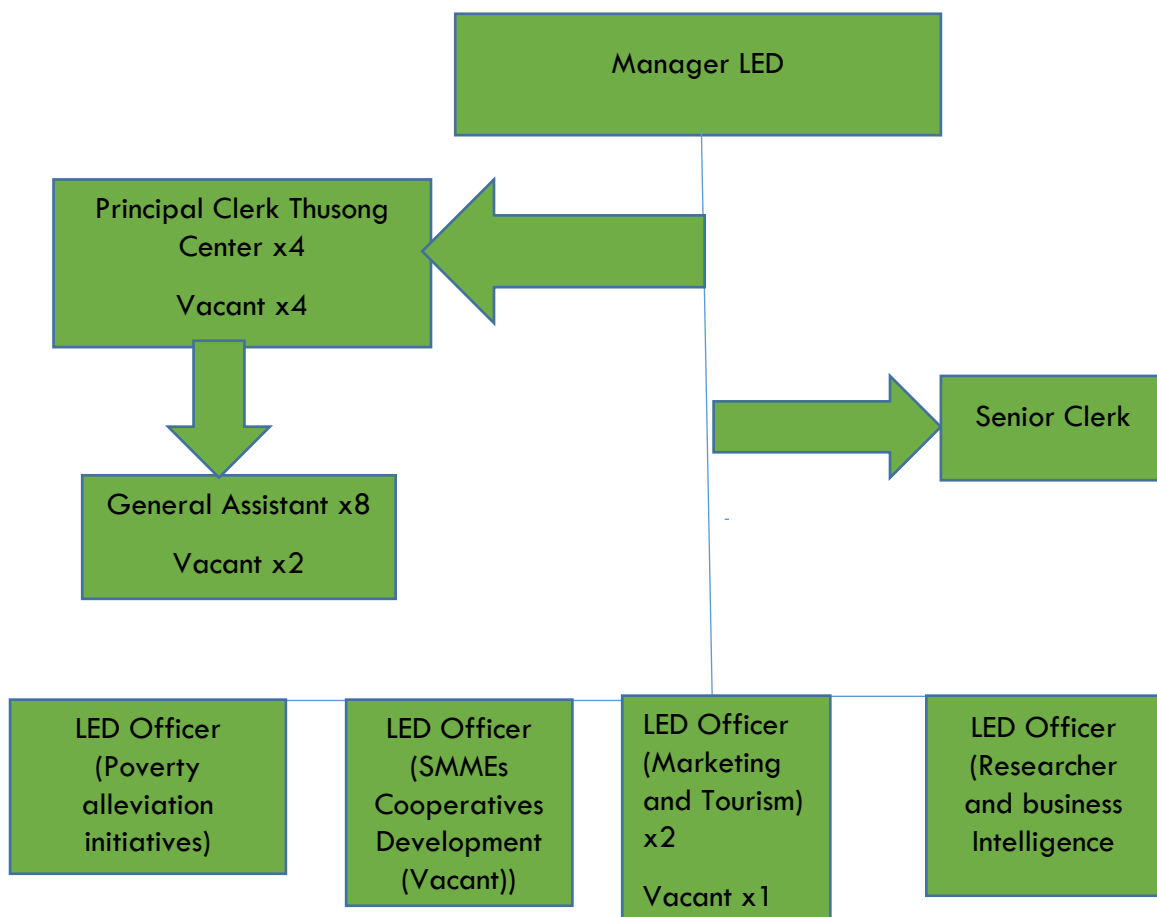 Manager LED
Principal Clerk Thusong
Center x4
Vacant x4
Senior Clerk
General Assistant x8
Vacant x2
LED Officer
(Poverty
alleviation
initiatives)
LED Officer
(SMMEs
Cooperatives
Development
(Vacant))
LED Officer
(Marketing
and Tourism)
x2
Vacant x1
LED Officer
(Researcher
and business
Intelligence